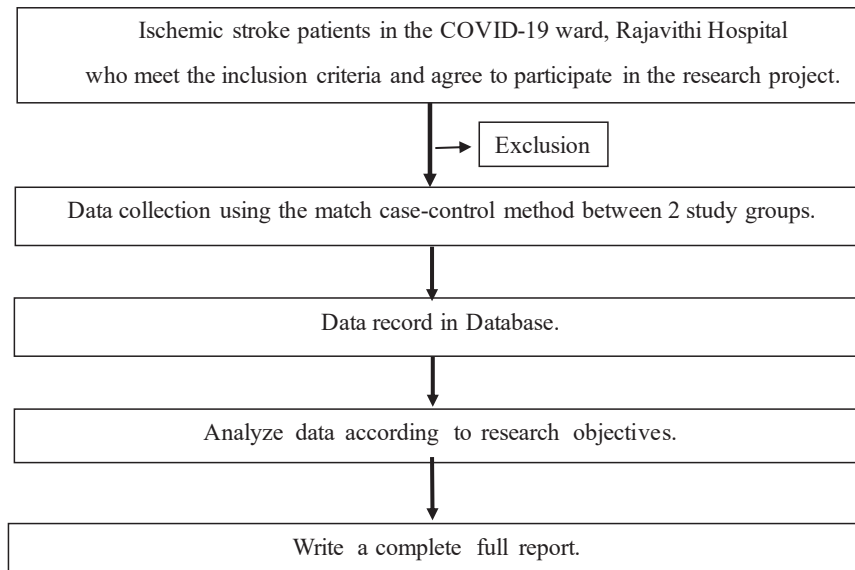 Ischemic stroke patients in the COVID-19 ward, Rajavithi Hospital
who meet the inclusion criteria and agree to participate in the research project.
Exclusion
Data collection using the match case-control method between 2 study groups.
Data record in Database.
Analyze data according to research objectives.
Write a complete full report.